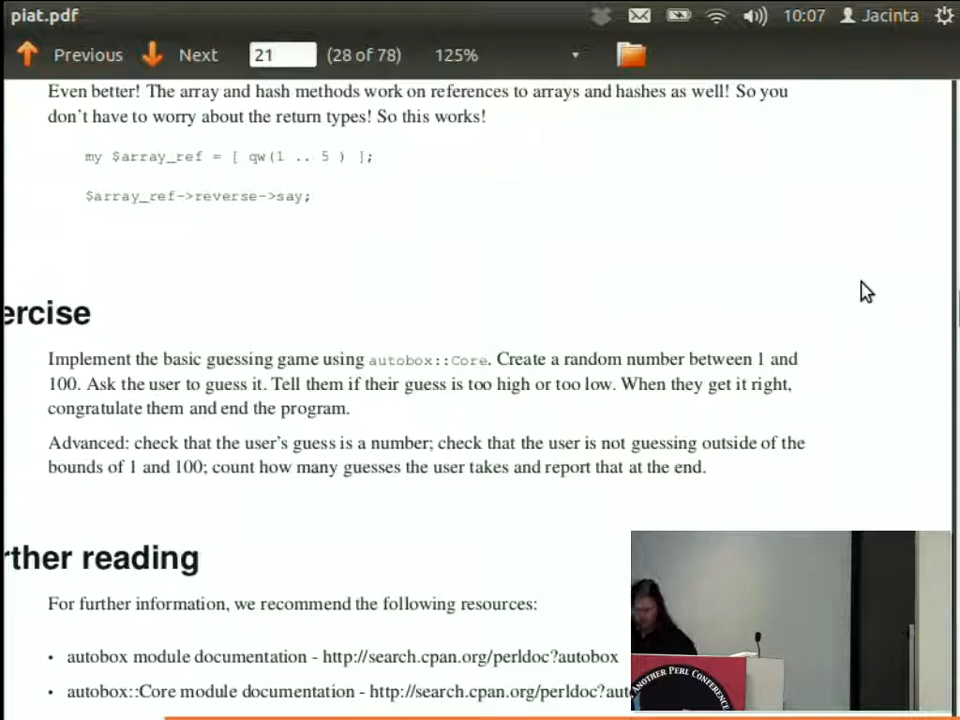 piat.pdf 10:07 Jacinta
Previous Next 21 (28 of 78) 125%
Even better! The array and hash methods work on references to arrays and hashes as well! So you
don't have to worry about the return types! So this works!
my $array_ref = [ qw(1 .. 5 ) ];
$array_ref->reverse->say;
ercise
Implement the basic guessing game using autobox::Core. Create a random number between 1 and
100. Ask the user to guess it. Tell them if their guess is too high or too low. When they get it right,
congratulate them and end the program.
Advanced: check that the user's guess is a number; check that the user is not guessing outside of the
bounds of 1 and 100; count how many guesses the user takes and report that at the end.
rther reading
For further information, we recommend the following resources:
• autobox module documentation - http://search.cpan.org/perldoc?autobox
• autobox::Core module documentation - http://search.cpan.org/perldoc?aut
ANOTHER PERL CONFERENCE